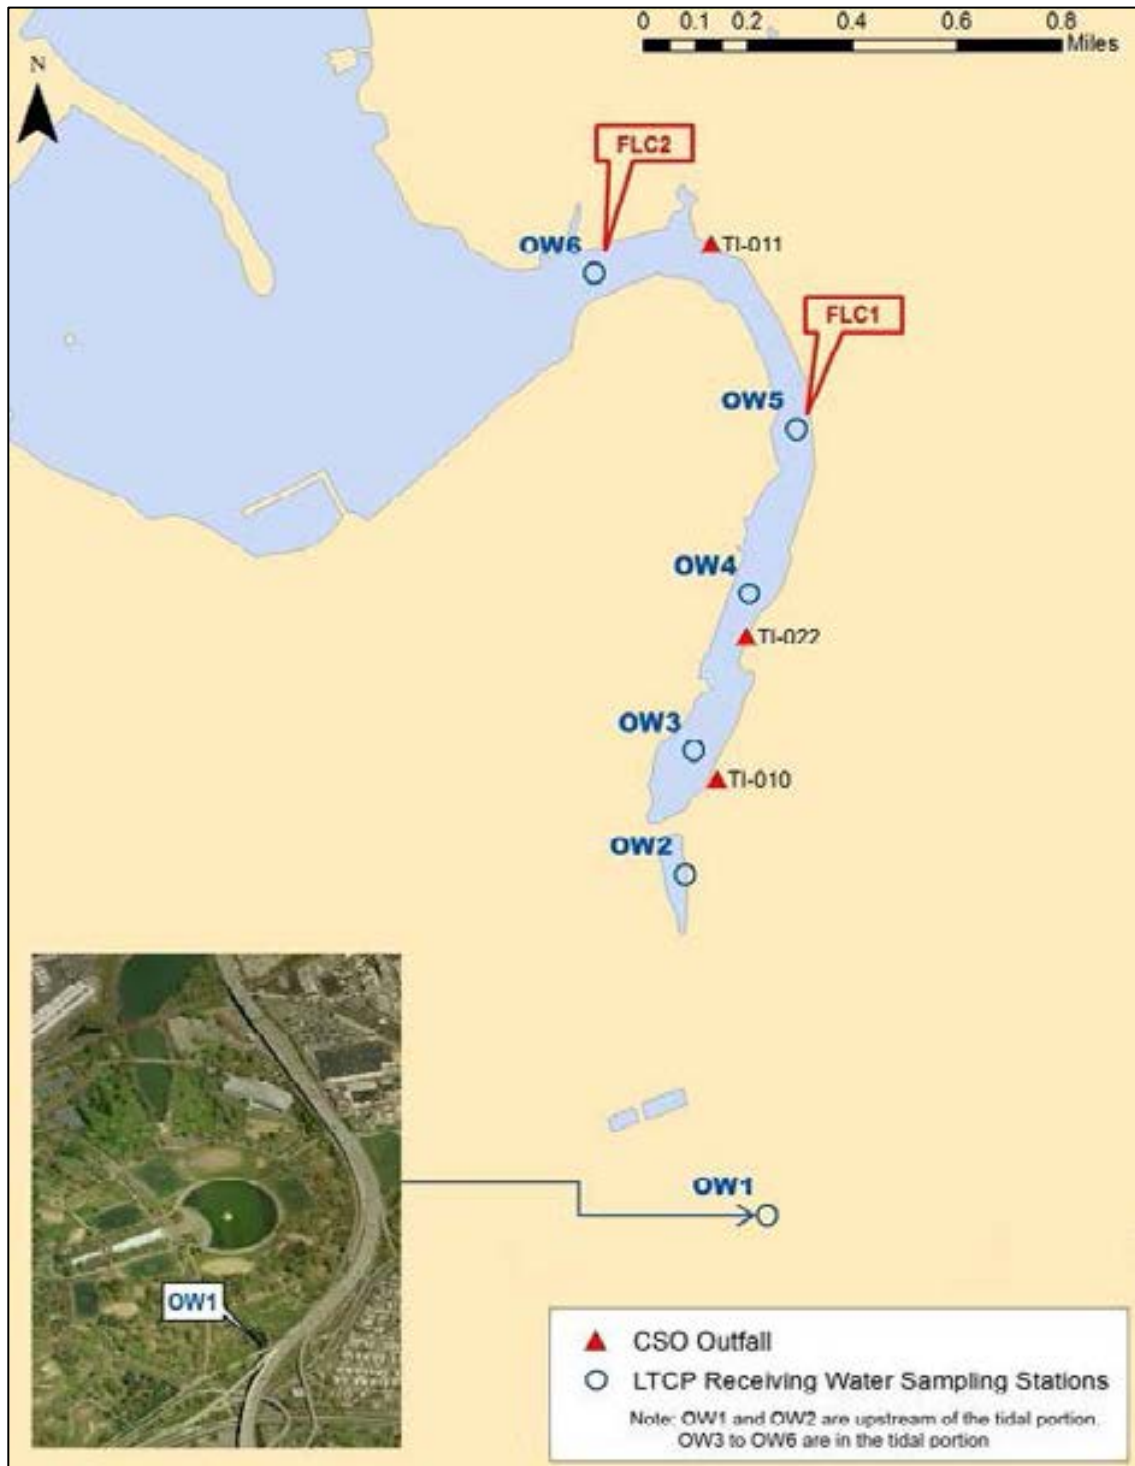 0 0.1 0.2 0.4 0.6 0.8
Miles
N
FLC2
OW6
TI-011
FLC1
OW5
OW4
TI-022
OW3
TI-010
OW2
OW1
OW1
CSO Outfall
LTCP Receiving Water Sampling Stations
Note: OW1 and OW2 are upstream of the tidal portion.
OW3 to OW6 are in the tidal portion